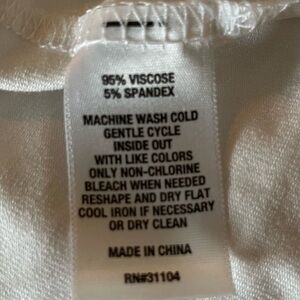 95% VISCOSE
5% SPANDEX
MACHINE WASH COLD
GENTLE CYCLE
INSIDE OUT
WITH LIKE COLORS
ONLY NON-CHLORINE
BLEACH WHEN NEEDED
RESHAPE AND DRY FLAT
COOL IRON IF NECESSARY
OR DRY CLEAN
MADE IN CHINA
RN#31104